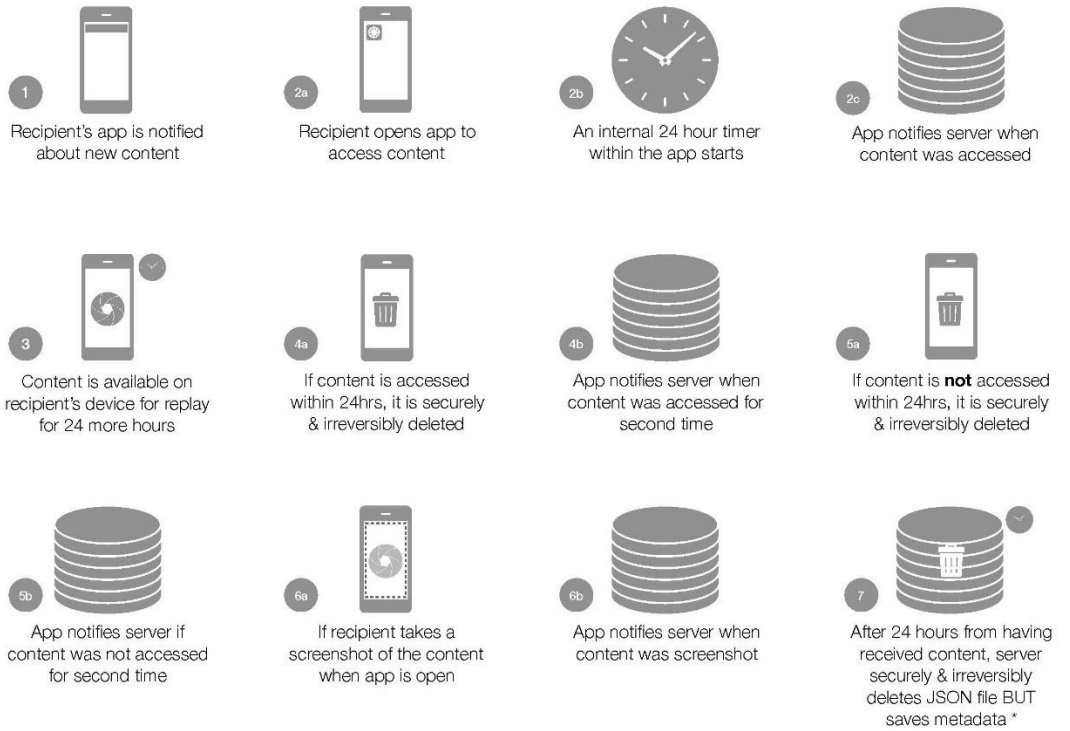 1
Recipient's app is notified
about new content
2a
Recipient opens app to
access content
2b
An internal 24 hour timer
within the app starts
2c
App notifies server when
content was accessed
3
Content is available on
recipient's device for replay
for 24 more hours
4a
If content is accessed
within 24hrs, it is securely
& irreversibly deleted
4b
App notifies server when
content was accessed for
second time
5a
If content is not accessed
within 24hrs, it is securely
& irreversibly deleted
5b
App notifies server if
content was not accessed
for second time
6a
If recipient takes a
screenshot of the content
when app is open
6b
App notifies server when
content was screenshot
7
After 24 hours from having
received content, server
securely & irreversibly
deletes JSON file BUT
saves metadata *